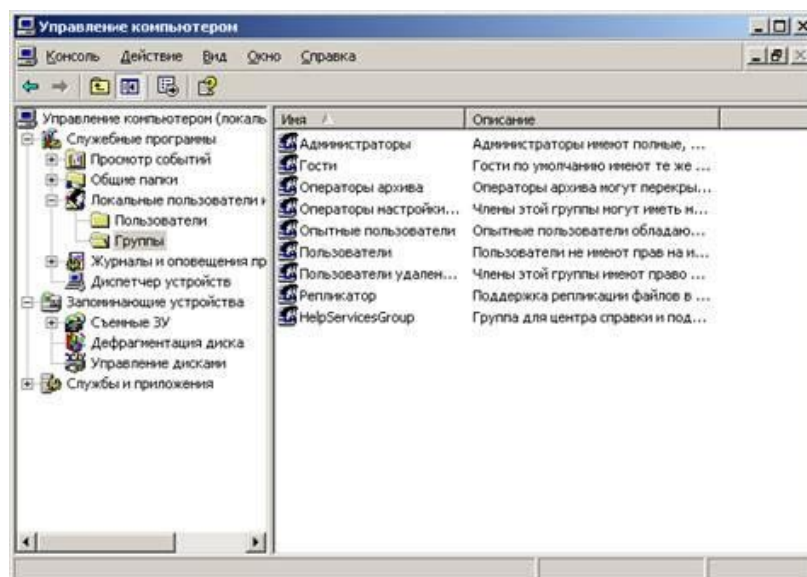 Управление компьютером
Консоль Действие Вид Окно Справка
Управление компьютером (локаль
Служебные программы
Просмотр событий
Общие папки
Локальные пользователи и
Пользователи
Группы
Журналы и оповещения пр
Диспетчер устройств
Запоминающие устройства
Съемные ЗУ
Дефрагментация диска
Управление дисками
Службы и приложения
Имя Описание
Администраторы Администраторы имеют полные, ...
Гости Гости по умолчанию имеют те же ...
Операторы архива Операторы архива могут перекры...
Операторы настройки... Члены этой группы могут иметь н...
Опытные пользователи Опытные пользователи обладаю...
Пользователи Пользователи не имеют прав на и...
Пользователи удален... Члены этой группы имеют право ...
Репликатор Поддержка репликации файлов в ...
HelpServicesGroup Группа для центра справки и под...